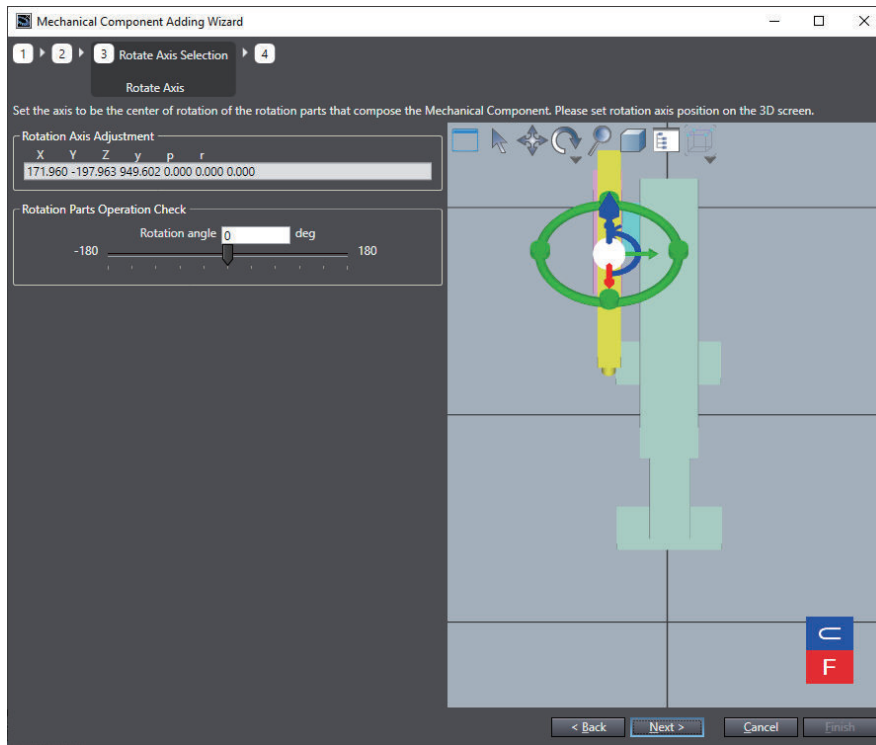 Mechanical Component Adding Wizard
1 2 3 Rotate Axis Selection 4
Rotate Axis
Set the axis to be the center of rotation of the rotation parts that compose the Mechanical Component. Please set rotation axis position on the 3D screen.
Rotation Axis Adjustment
X Y Z y p r
171.960 -197.963 949.602 0.000 0.000 0.000
Rotation Parts Operation Check
Rotation angle 0 deg
-180 180
U
F
< Back Next > Cancel Finish